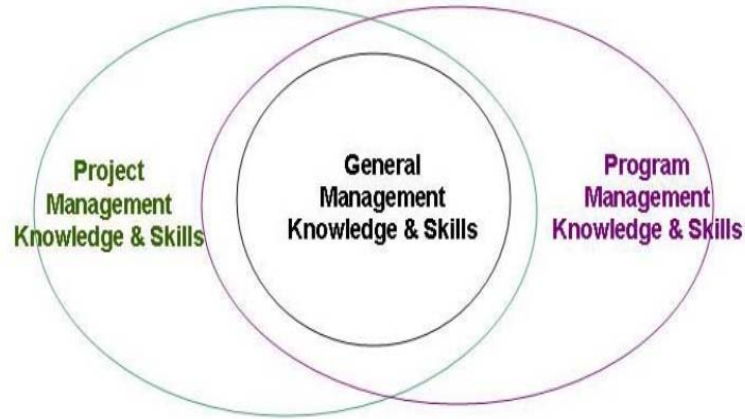 Project
Management
Knowledge & Skills
General
Management
Knowledge & Skills
Program
Management
Knowledge & Skills